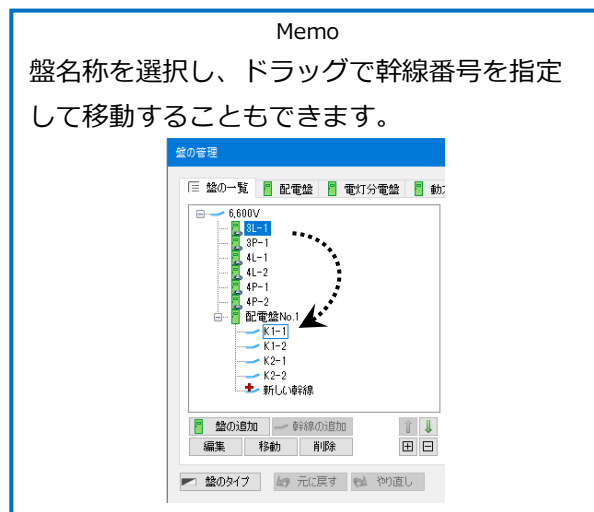 Memo
盤名称を選択し、ドラッグで幹線番号を指定
して移動することもできます。
盤の管理
盤の一覧 配電盤 電灯分電盤
6,600V
3L-1
3P-1
4L-1
4L-2
4P-1
4P-2
配電盤No.1
K1-1
K1-2
K2-1
K2-2
新しい幹線
盤の追加 幹線の追加
編集 移動 削除
盤のタイプ 元に戻す やり直し